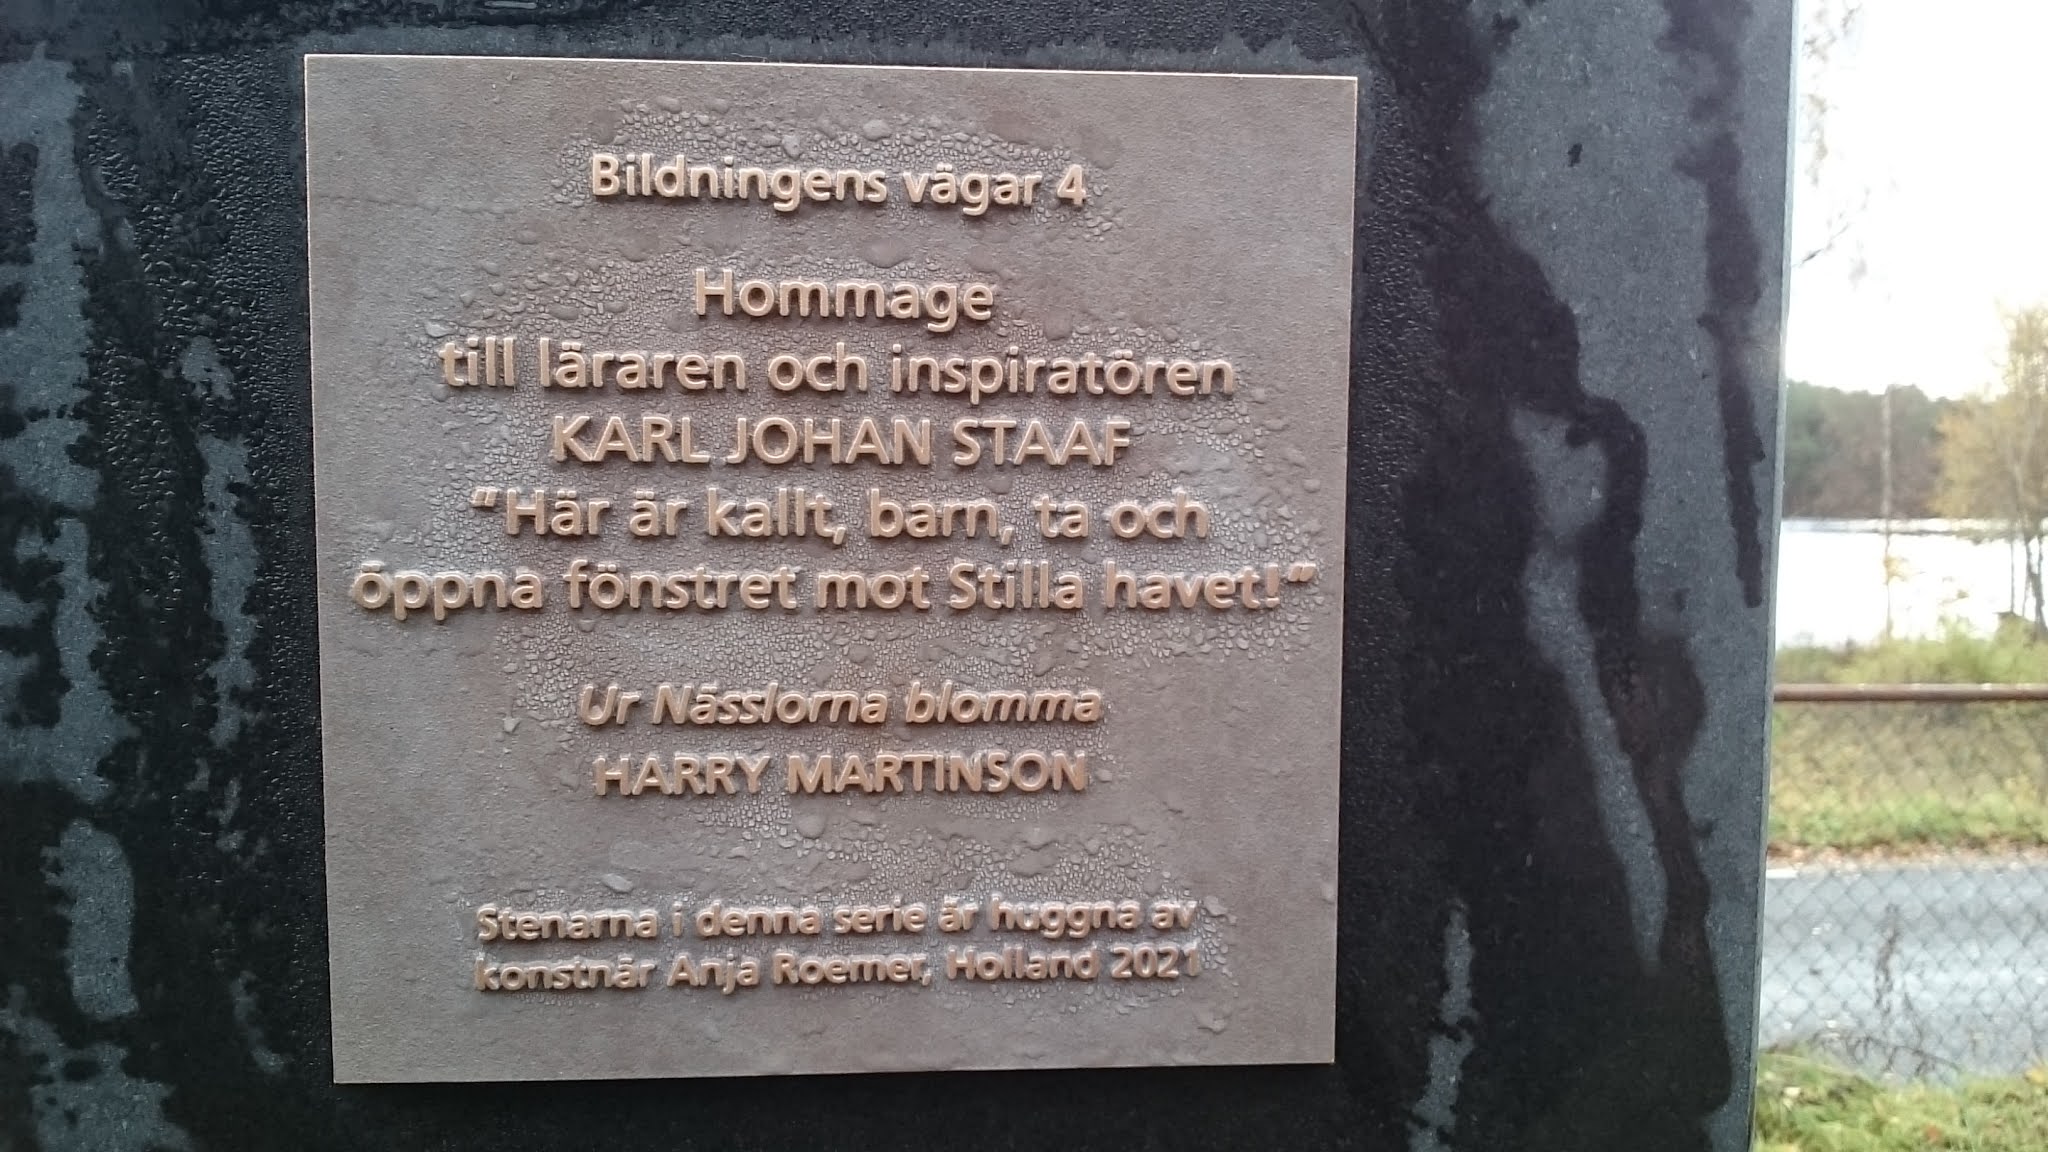 Bildningens vägar 4
Hommage
till läraren och inspiratören
KARL JOHAN STAAF
“Här är kallt, barn, ta och
öppna fönstret mot Stilla havet!”
Ur Nässlorna blomma
HARRY MARTINSON
Stenarna i denna serie är huggna av
konstnär Anja Roemer, Holland 2021